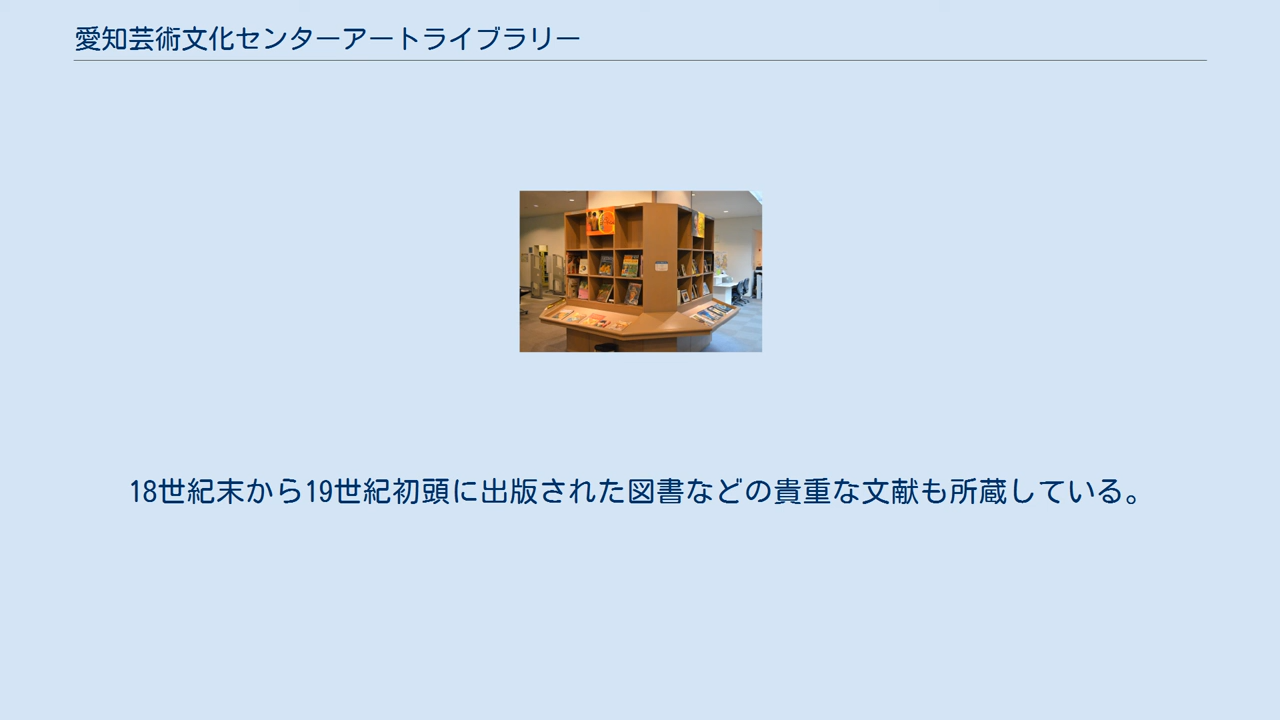 愛知芸術文化センターアートライブラリー
18世紀末から19世紀初頭に出版された図書などの貴重な文献も所蔵している。